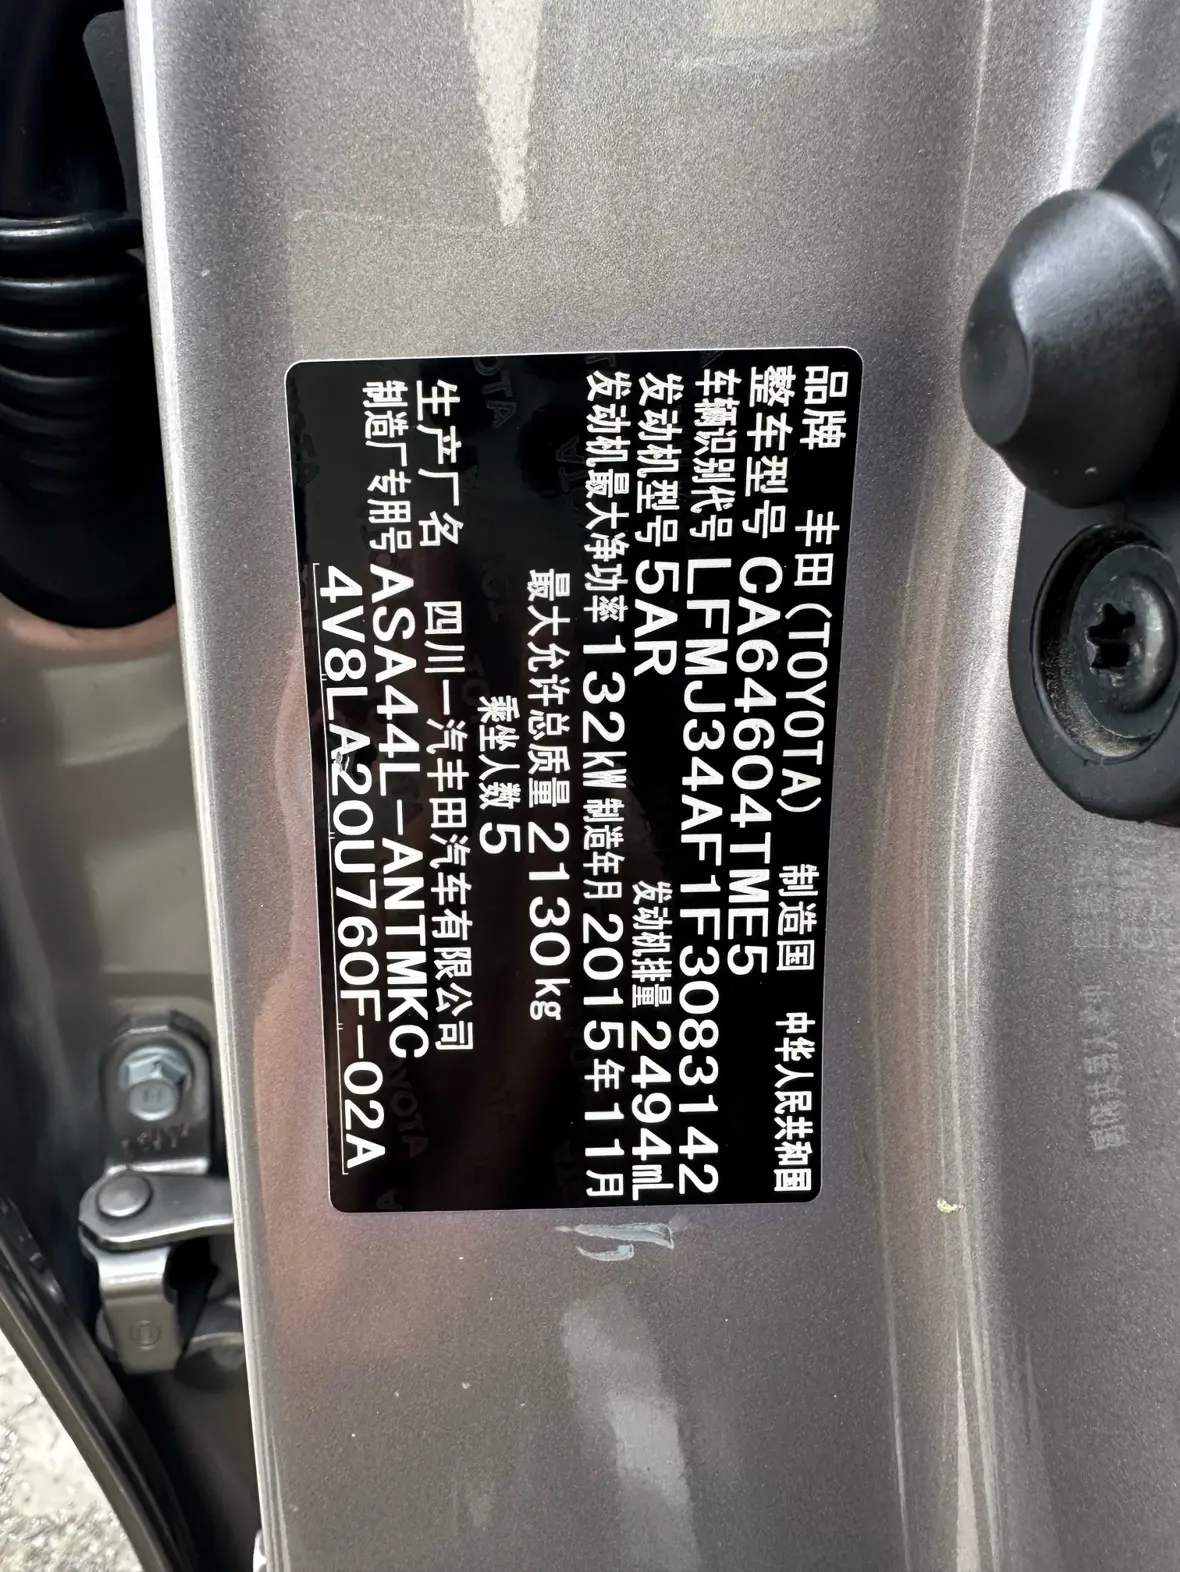 品牌 丰田(TOYOTA) 制造国 中华人民共和国
整车型号 CA64604TME5
车辆识别代号 LFMJ34AF1F3083142
发动机型号 5AR 发动机排量 2494mL
发动机最大净功率 132kW 制造年月 2015年11月
最大允许总质量 2130kg
乘坐人数 5
生产厂名 四川一汽丰田汽车有限公司
制造厂专用号 ASA44L-ANTMKC
4V8LA20U760F-02A